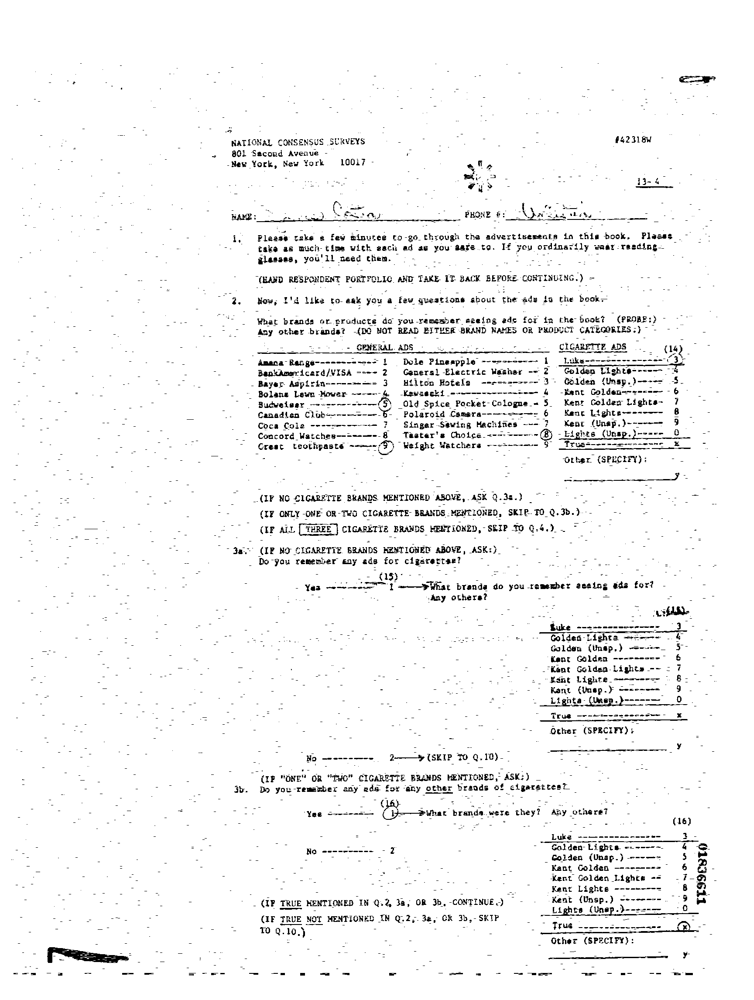 NATIONAL CONSENSUS SURVEYS #42318W
801 Second Avenue
New York, New York 10017
13-4
NAME: PHONE #:
1. Please take a few minutes to go through the advertisements in this book. Please
take as much time with each ad as you care to. If you ordinarily wear reading
glasses, you'll need them.
(HAND RESPONDENT PORTFOLIO AND TAKE IT BACK BEFORE CONTINUING.)
2. Now, I'd like to ask you a few questions about the ads in the book.
What brands or products do you remember seeing ads for in the book? (PROBE:)
Any other brands? (DO NOT READ EITHER BRAND NAMES OR PRODUCT CATEGORIES:)
GENERAL ADS CIGARETTE ADS (14)
Amana Range------------ 1 Dole Pineapple ----------- 1 Luke---------------- 3
BankAmericard/VISA ---- 2 General Electric Washer -- 2 Golden Lights------- 4
Bayer Aspirin---------- 3 Hilton Hotels ----------- 3 Golden (Unsp.) ----- 5
Bolens Lawn Mower ----- 4 Kawasaki ----------------- 4 Kent Golden--------- 6
Budweiser ------------- 5 Old Spice Pocket Cologne - 5 Kent Golden Lights- 7
Canadian Club---------- 6 Polaroid Camera----------- 6 Kent Lights-------- 8
Coca Cola ------------- 7 Singer Sewing Machines --- 7 Kent (Unsp.) ------- 9
Concord Watches-------- 8 Taster's Choice ---------- 8 Lights (Unsp.)------ 0
Crest toothpaste ------ 9 Weight Watchers ---------- 9 True---------------- x
Other (SPECIFY):
y
(IF NO CIGARETTE BRANDS MENTIONED ABOVE, ASK Q.3a.)
(IF ONLY ONE OR TWO CIGARETTE BRANDS MENTIONED, SKIP TO Q.3b.)
(IF ALL THREE CIGARETTE BRANDS MENTIONED, SKIP TO Q.4.)
3a. (IF NO CIGARETTE BRANDS MENTIONED ABOVE, ASK:)
Do you remember any ads for cigarettes?
(15)
Yes --------- 1 → What brands do you remember seeing ads for?
Any others?
Luke ---------------- 3
Golden Lights ------- 4
Golden (Unsp.) ------ 5
Kent Golden --------- 6
Kent Golden Lights -- 7
Kent Lights --------- 8
Kent (Unsp.) -------- 9
Lights (Unsp.)------- 0
True ---------------- x
Other (SPECIFY):
y
No ---------- 2 → (SKIP TO Q.10)
(IF "ONE" OR "TWO" CIGARETTE BRANDS MENTIONED, ASK:)
3b. Do you remember any ads for any other brands of cigarettes?
(16)
Yes --------- 1 → What brands were they? Any others?
(16)
Luke ---------------- 3
No ---------- 2 Golden Lights ------- 4
Golden (Unsp.) ------ 5
Kent Golden --------- 6
Kent Golden Lights -- 7
Kent Lights --------- 8
(IF TRUE MENTIONED IN Q.2, 3a, OR 3b, CONTINUE.) Kent (Unsp.) -------- 9
Lights (Unsp.)------- 0
(IF TRUE NOT MENTIONED IN Q.2, 3a, OR 3b, SKIP
TO Q.10.) True ---------------- x
Other (SPECIFY):
y
01836611